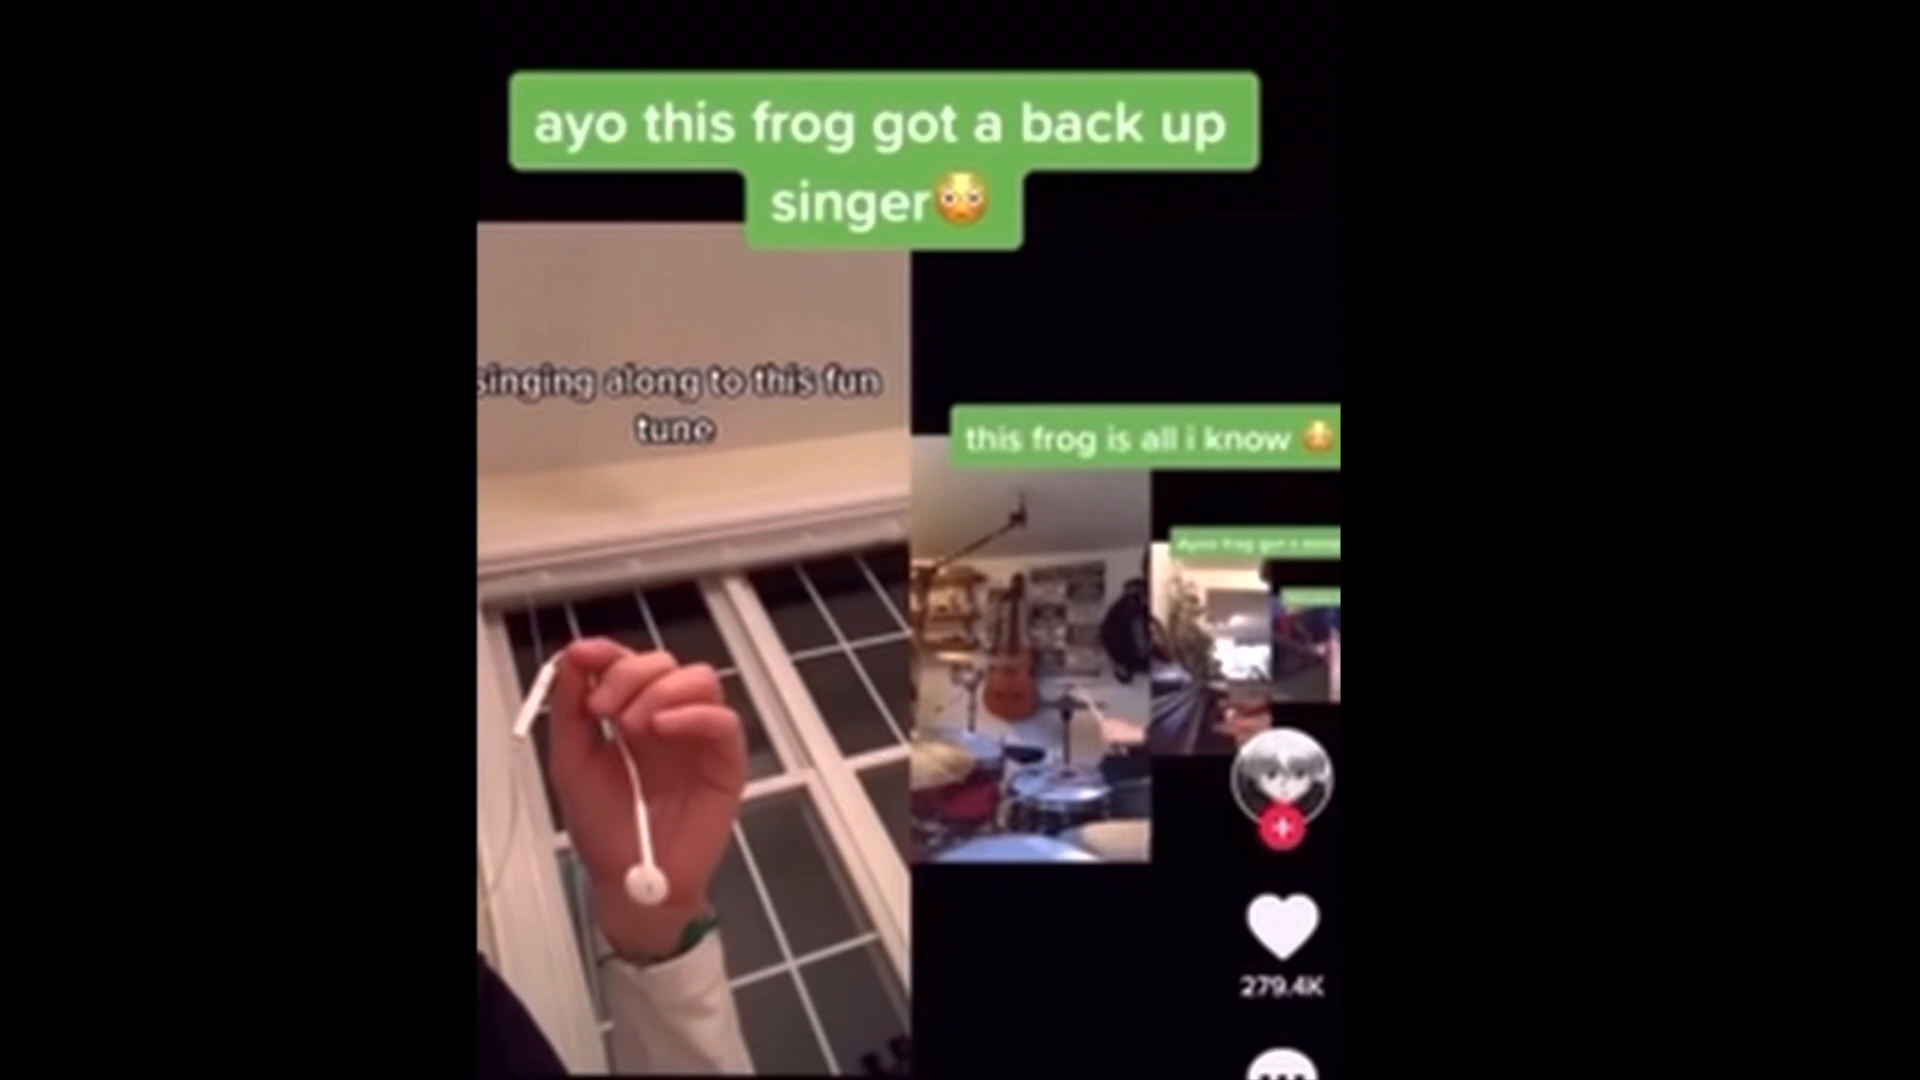 ayo this frog got a back up
singer😳
singing along to this fun
tune
this frog is all i know 😳
279.4K